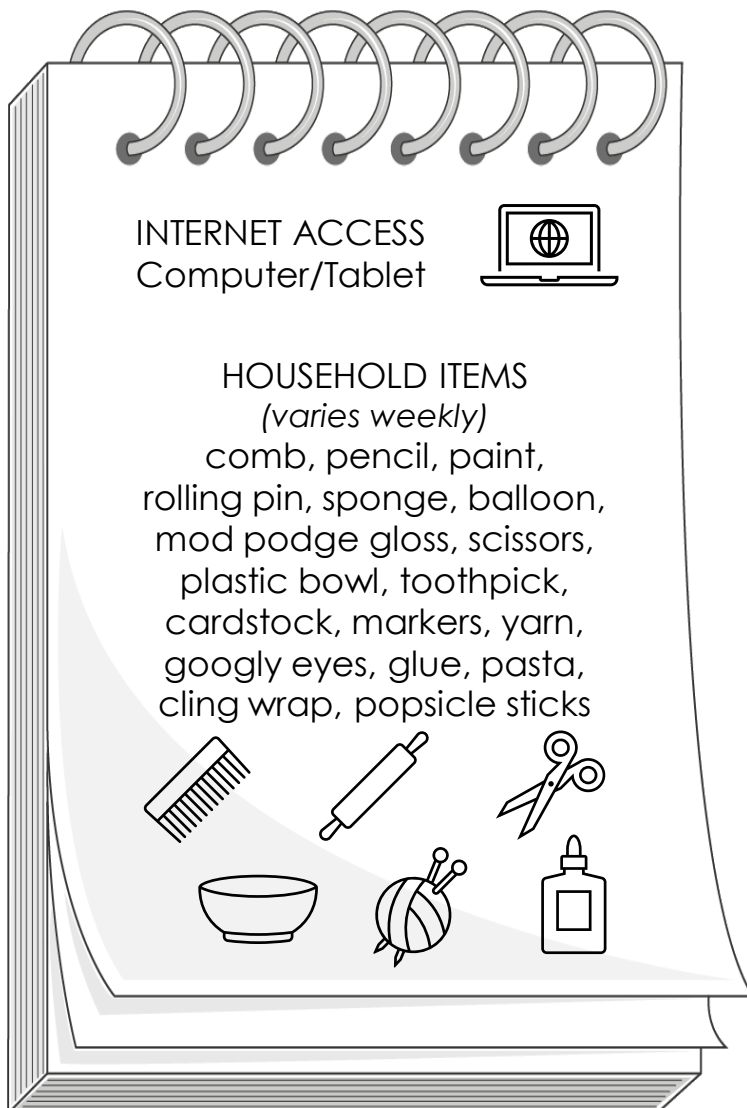 INTERNET ACCESS
Computer/Tablet
HOUSEHOLD ITEMS
(varies weekly)
comb, pencil, paint,
rolling pin, sponge, balloon,
mod podge gloss, scissors,
plastic bowl, toothpick,
cardstock, markers, yarn,
googly eyes, glue, pasta,
cling wrap, popsicle sticks